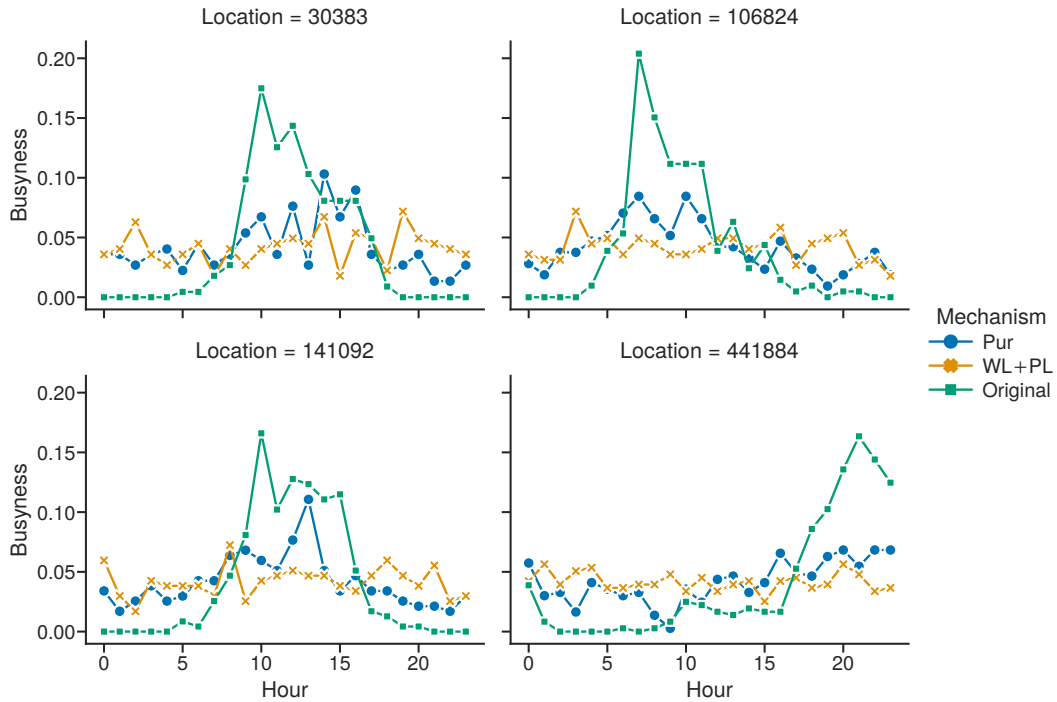 Location = 30383
Location = 106824
0.20
0.15
0.10
0.05
0.00
Busyness
Location = 141092
Location = 441884
0.20
0.15
0.10
0.05
0.00
Busyness
0
5
10
15
20
Hour
0
5
10
15
20
Hour
Mechanism
Pur
WL+PL
Original